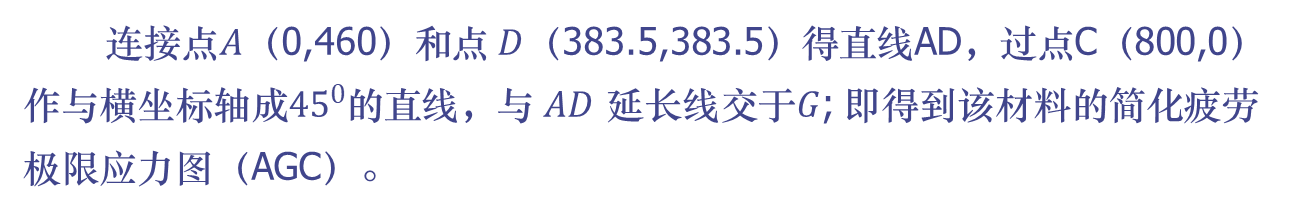 连接点A（0,460）和点 D（383.5,383.5）得直线AD，过点C（800,0）
作与横坐标轴成45⁰的直线，与 AD 延长线交于G; 即得到该材料的简化疲劳
极限应力图（AGC）。